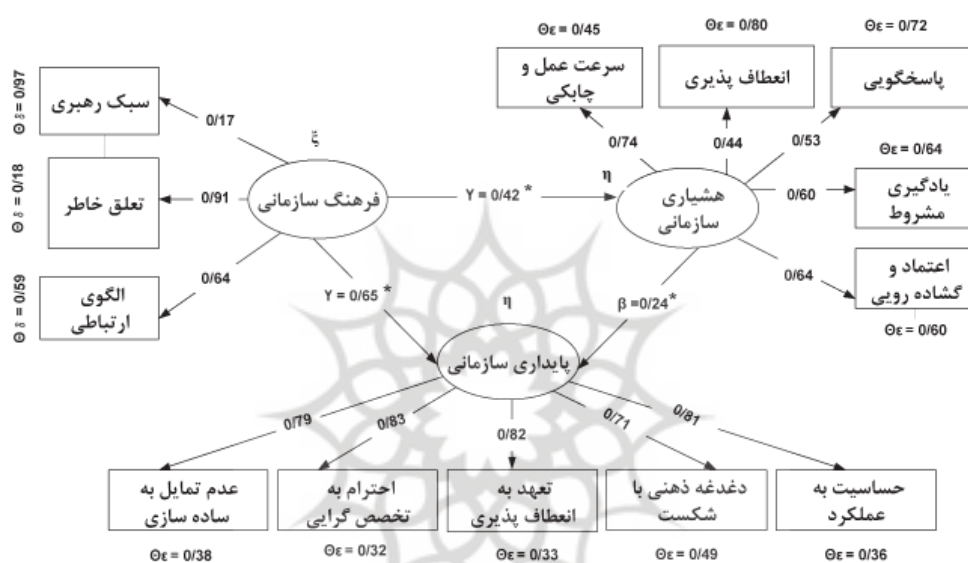 Θε = 0/45
Θε = 0/80
Θε = 0/72
سرعت عمل و
چابکی
انعطاف پذیری
پاسخگویی
Θ δ = 0/97
سبک رهبری
0/17
ξ
0/74
0/44
0/53
Θε = 0/64
Θ δ = 0/18
تعلق خاطر
0/91
فرهنگ سازمانی
Υ = 0/42 *
η
هشیاری
سازمانی
0/60
یادگیری
مشروط
Θ δ = 0/59
الگوی
ارتباطی
0/64
Υ = 0/65 *
η
β =0/24*
0/64
اعتماد و
گشاده رویی
Θε = 0/60
پایداری سازمانی
0/79
0/83
0/82
0/71
0/81
عدم تمایل به
ساده سازی
احترام به
تخصص گرایی
تعهد به
انعطاف پذیری
دغدغه ذهنی با
شکست
حساسیت به
عملکرد
Θε = 0/38
Θε = 0/32
Θε = 0/33
Θε = 0/49
Θε = 0/36